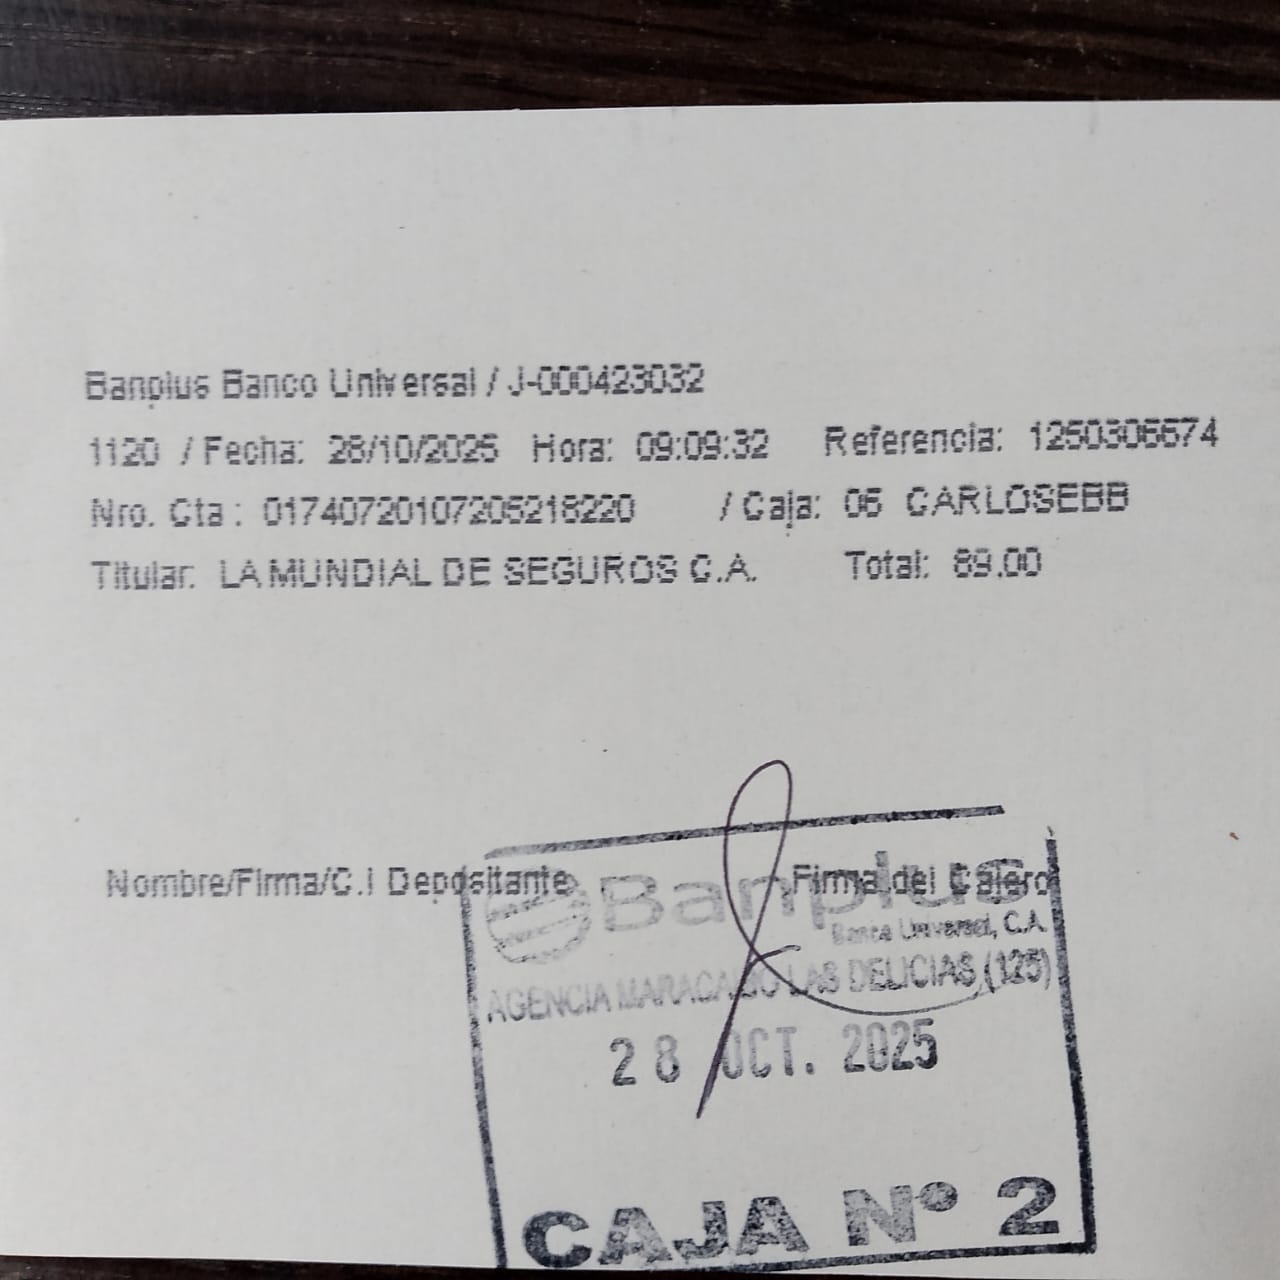 Banplus Banco Universal / J-000423032
1120 / Fecha: 28/10/2025 Hora: 09:09:32 Referencia: 1250306674
Nro. Cta : 01740720107206218220 / Caja: 06 CARLOSEBB
Titular: LA MUNDIAL DE SEGUROS C.A. Total: 89.00
Nombre/Firma/C.I Depositante Firma del Cajero
Banplus
Banco Universal, C.A.
AGENCIA MARACAIBO LAS DELICIAS (125)
28 OCT. 2025
CAJA Nº 2